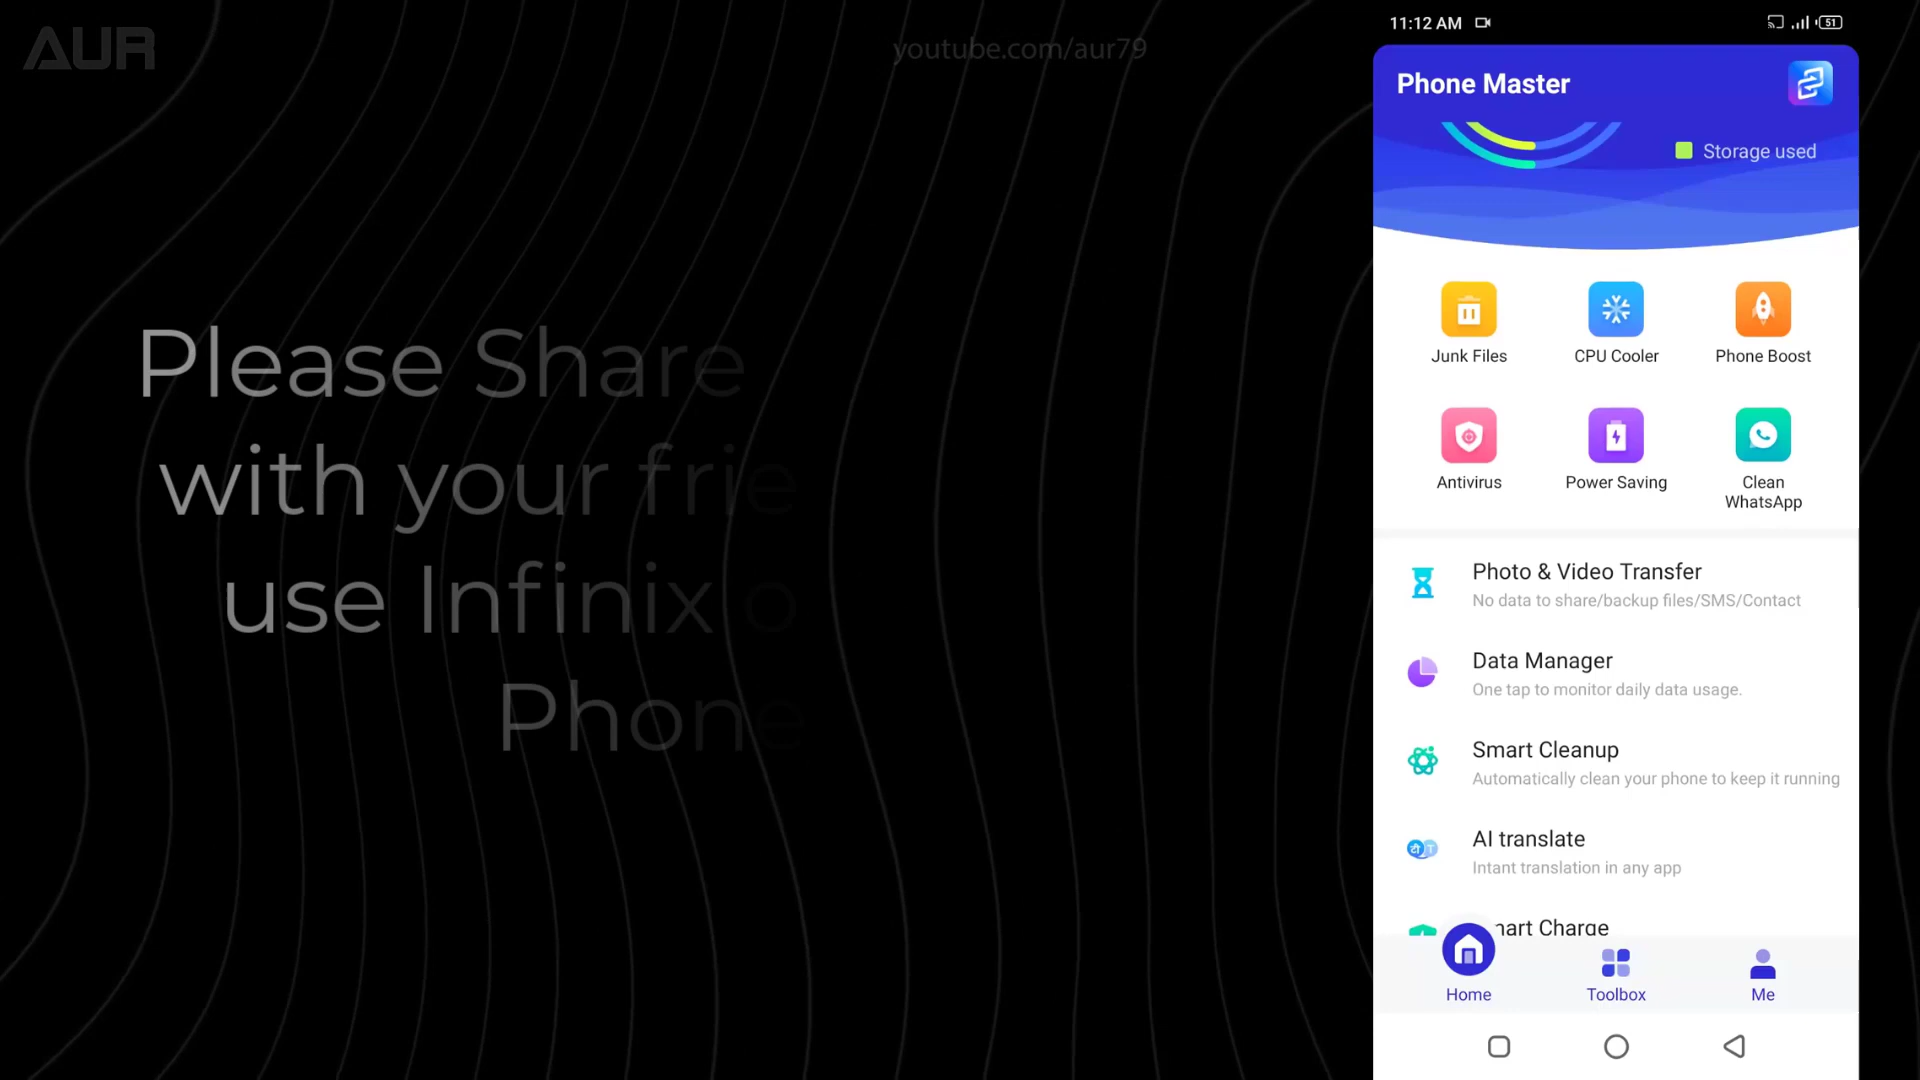 AUR
youtube.com/aur79
Please Share
with your frie
use Infinix o
Phone
11:12 AM
51
Phone Master
Storage used
Junk Files
CPU Cooler
Phone Boost
Antivirus
Power Saving
Clean
WhatsApp
Photo & Video Transfer
No data to share/backup files/SMS/Contact
Data Manager
One tap to monitor daily data usage.
Smart Cleanup
Automatically clean your phone to keep it running
AI translate
Intant translation in any app
mart Charge
Home
Toolbox
Me